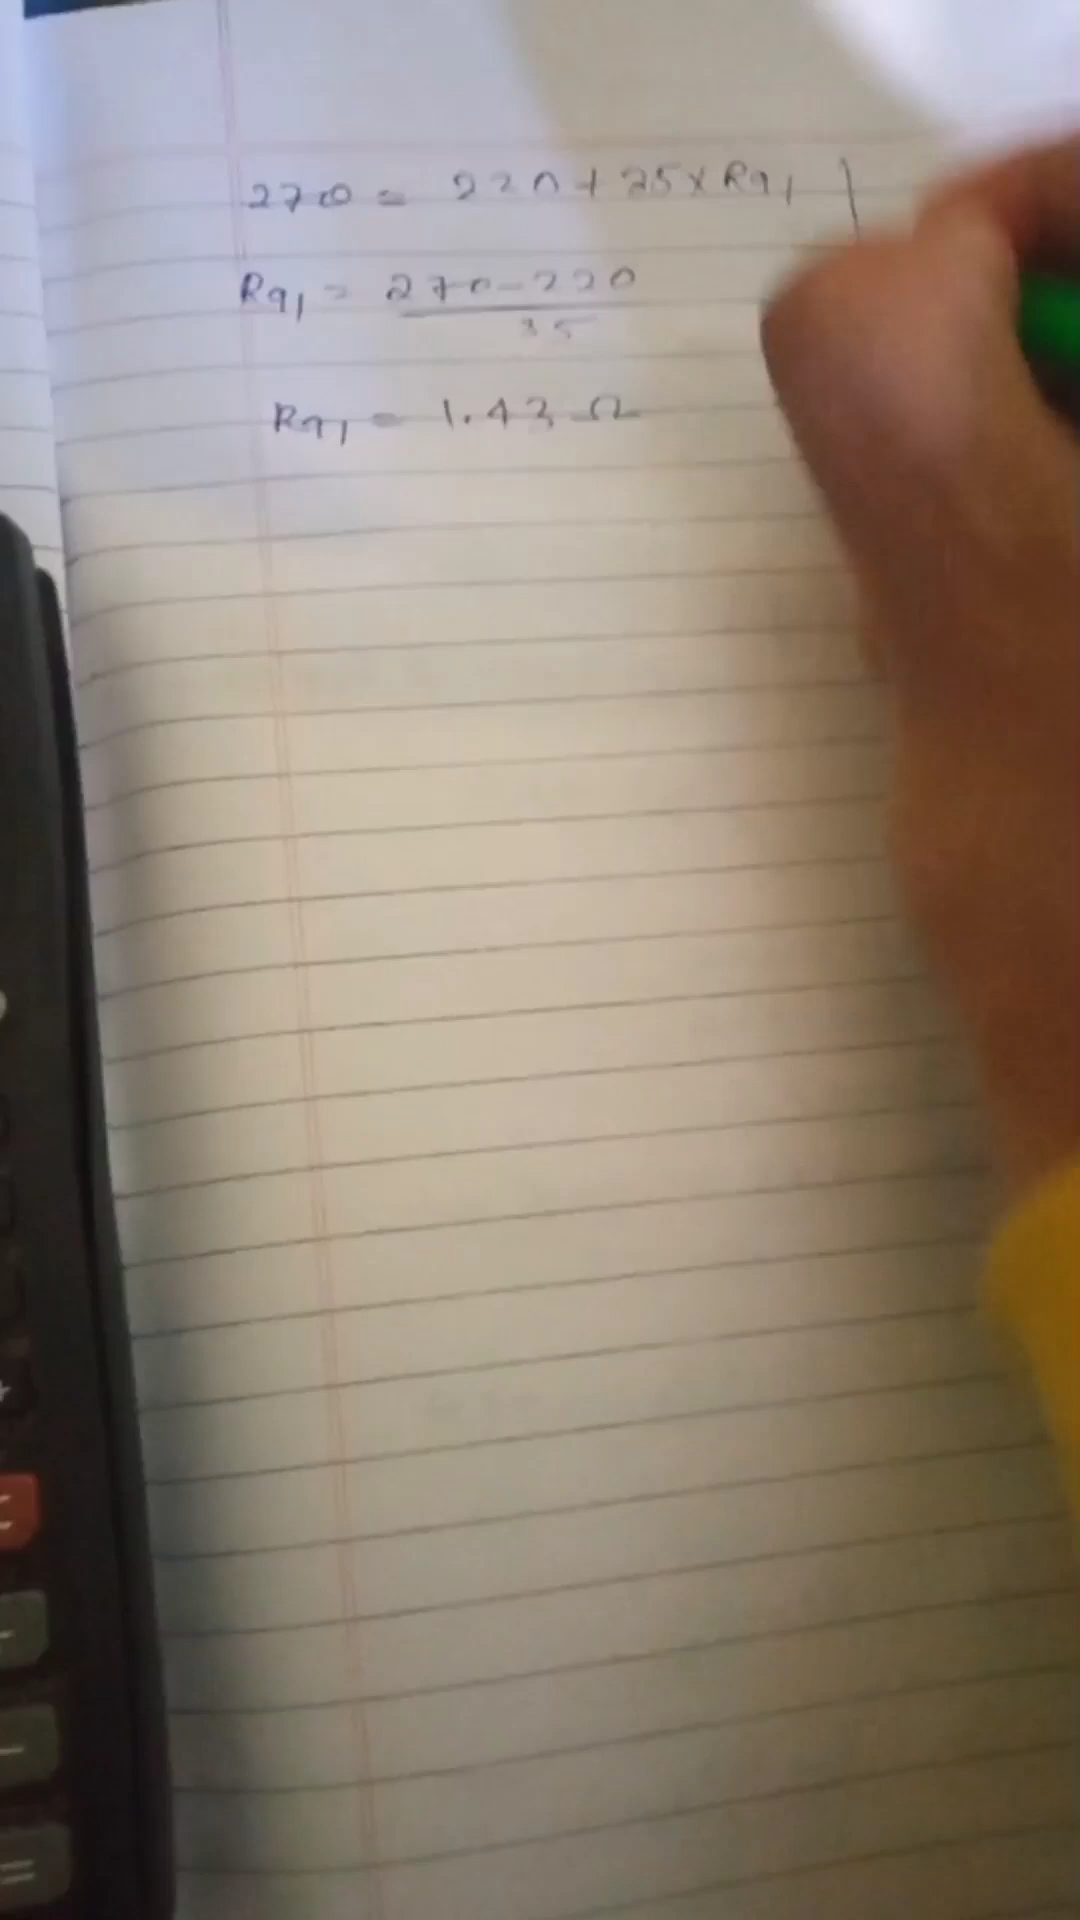 270 = 220 + 35 x Ra1
Ra1 = 270 - 220
35
Ra1 = 1.43 Ω
=